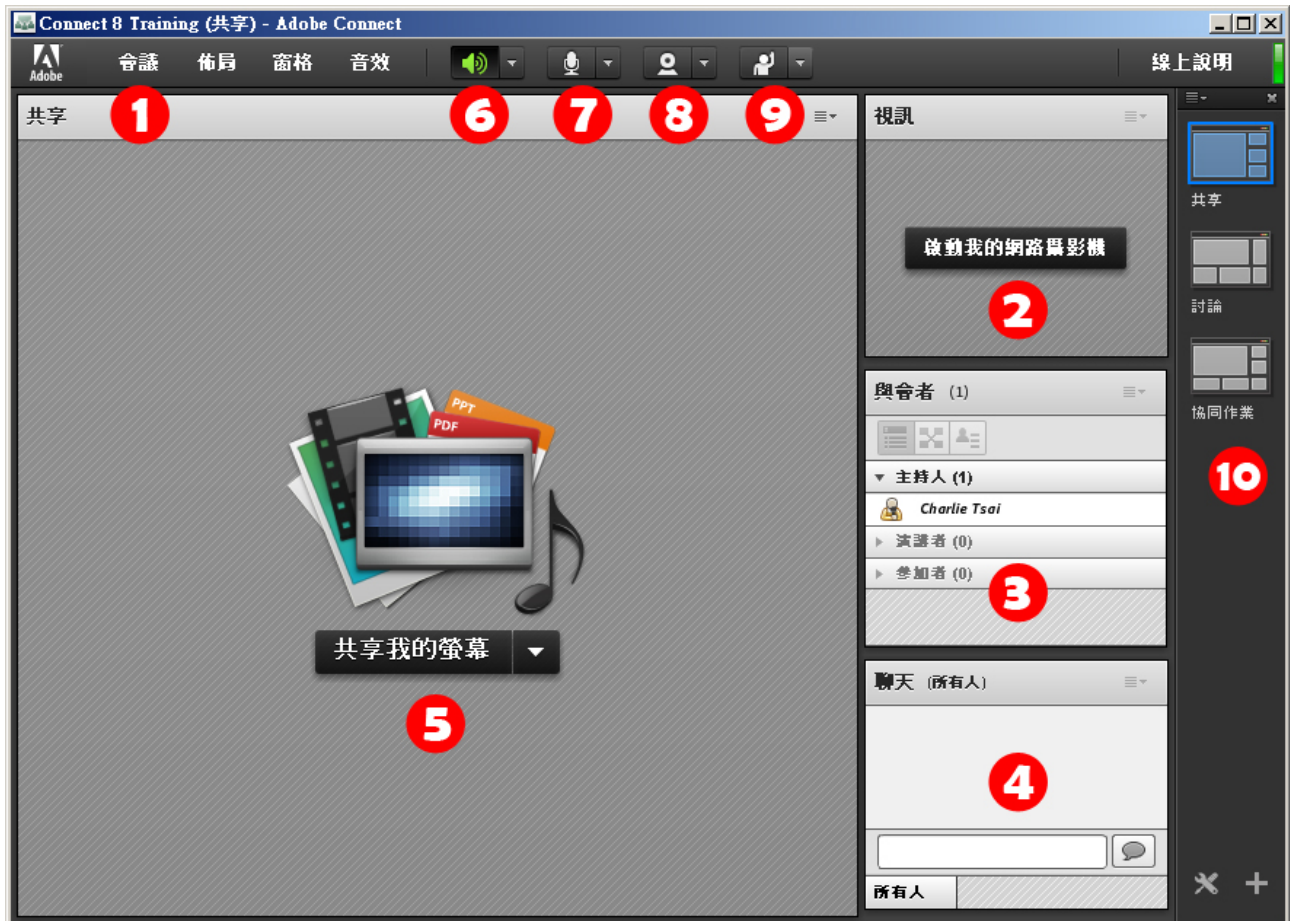 Connect 8 Training (共享) - Adobe Connect
Adobe 會議 佈局 窗格 音效 線上說明
1 6 7 8 9
共享
視訊
啟動我的網路攝影機
2
與會者 (1)
主持人 (1)
Charlie Tsai
演講者 (0)
參加者 (0)
3
聊天 (所有人)
4
所有人
PPT
PDF
共享我的螢幕
5
共享
討論
協同作業
10